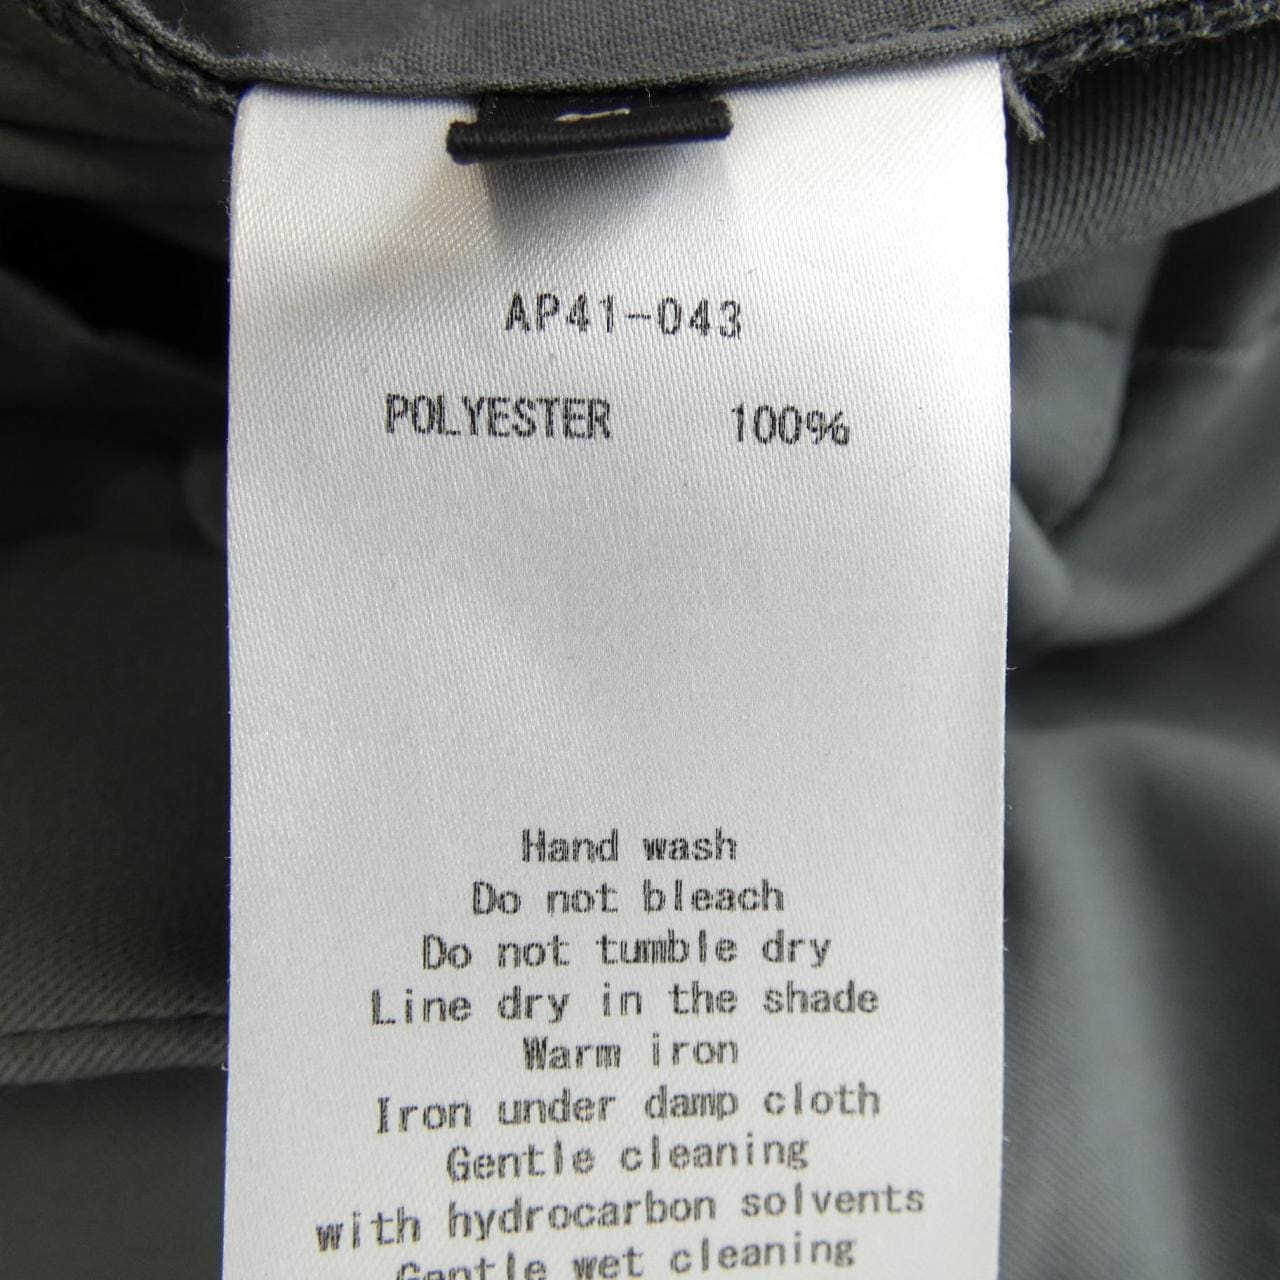 AP41-043
POLYESTER 100%
Hand wash
Do not bleach
Do not tumble dry
Line dry in the shade
Warm iron
Iron under damp cloth
Gentle cleaning
with hydrocarbon solvents
Gentle wet cleaning